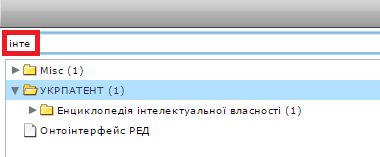 інте
Misc (1)
УКРПАТЕНТ (1)
Енциклопедія інтелектуальної власності (1)
Онтоінтерфейс РЕД